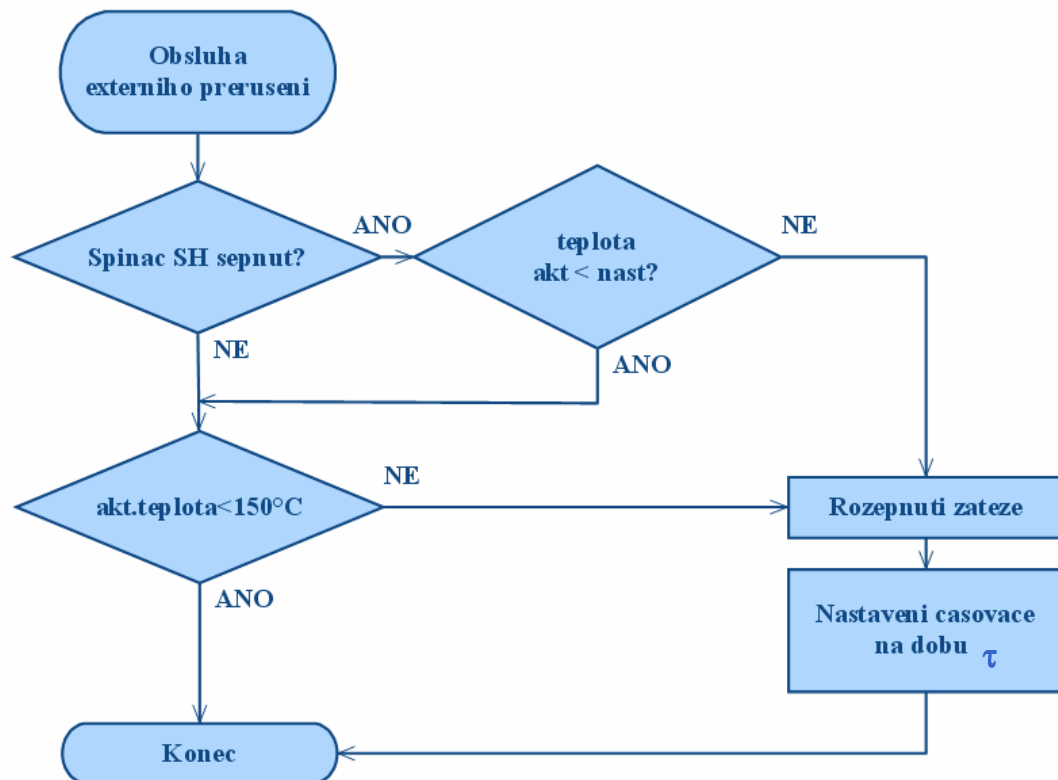 Obsluha
externiho preruseni
Spinac SH sepnut?
ANO
teplota
akt < nast?
NE
NE
ANO
akt.teplota<150°C
NE
Rozepnuti zateze
ANO
Nastaveni casovace
na dobu τ
Konec